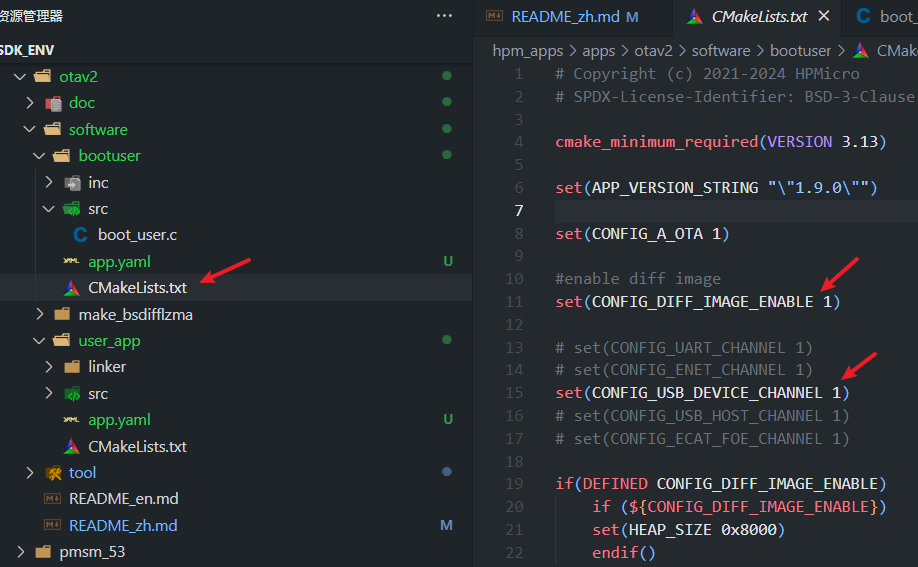 资源管理器
···
SDK_ENV
otav2
doc
software
bootuser
inc
src
C boot_user.c
app.yaml U
CMakeLists.txt
make_bsdifflzma
user_app
linker
src
app.yaml U
CMakeLists.txt
tool
README_en.md
README_zh.md M
pmsm_53
README_zh.md M
CMakeLists.txt ×
C boot_
hpm_apps > apps > otav2 > software > bootuser > CMake
1 # Copyright (c) 2021-2024 HPMicro
2 # SPDX-License-Identifier: BSD-3-Clause
3
4 cmake_minimum_required(VERSION 3.13)
5
6 set(APP_VERSION_STRING "\"1.9.0\"")
7
8 set(CONFIG_A_OTA 1)
9
10 #enable diff image
11 set(CONFIG_DIFF_IMAGE_ENABLE 1)
12
13 # set(CONFIG_UART_CHANNEL 1)
14 # set(CONFIG_ENET_CHANNEL 1)
15 set(CONFIG_USB_DEVICE_CHANNEL 1)
16 # set(CONFIG_USB_HOST_CHANNEL 1)
17 # set(CONFIG_ECAT_FOE_CHANNEL 1)
18
19 if(DEFINED CONFIG_DIFF_IMAGE_ENABLE)
20 if (${CONFIG_DIFF_IMAGE_ENABLE})
21 set(HEAP_SIZE 0x8000)
22 endif()